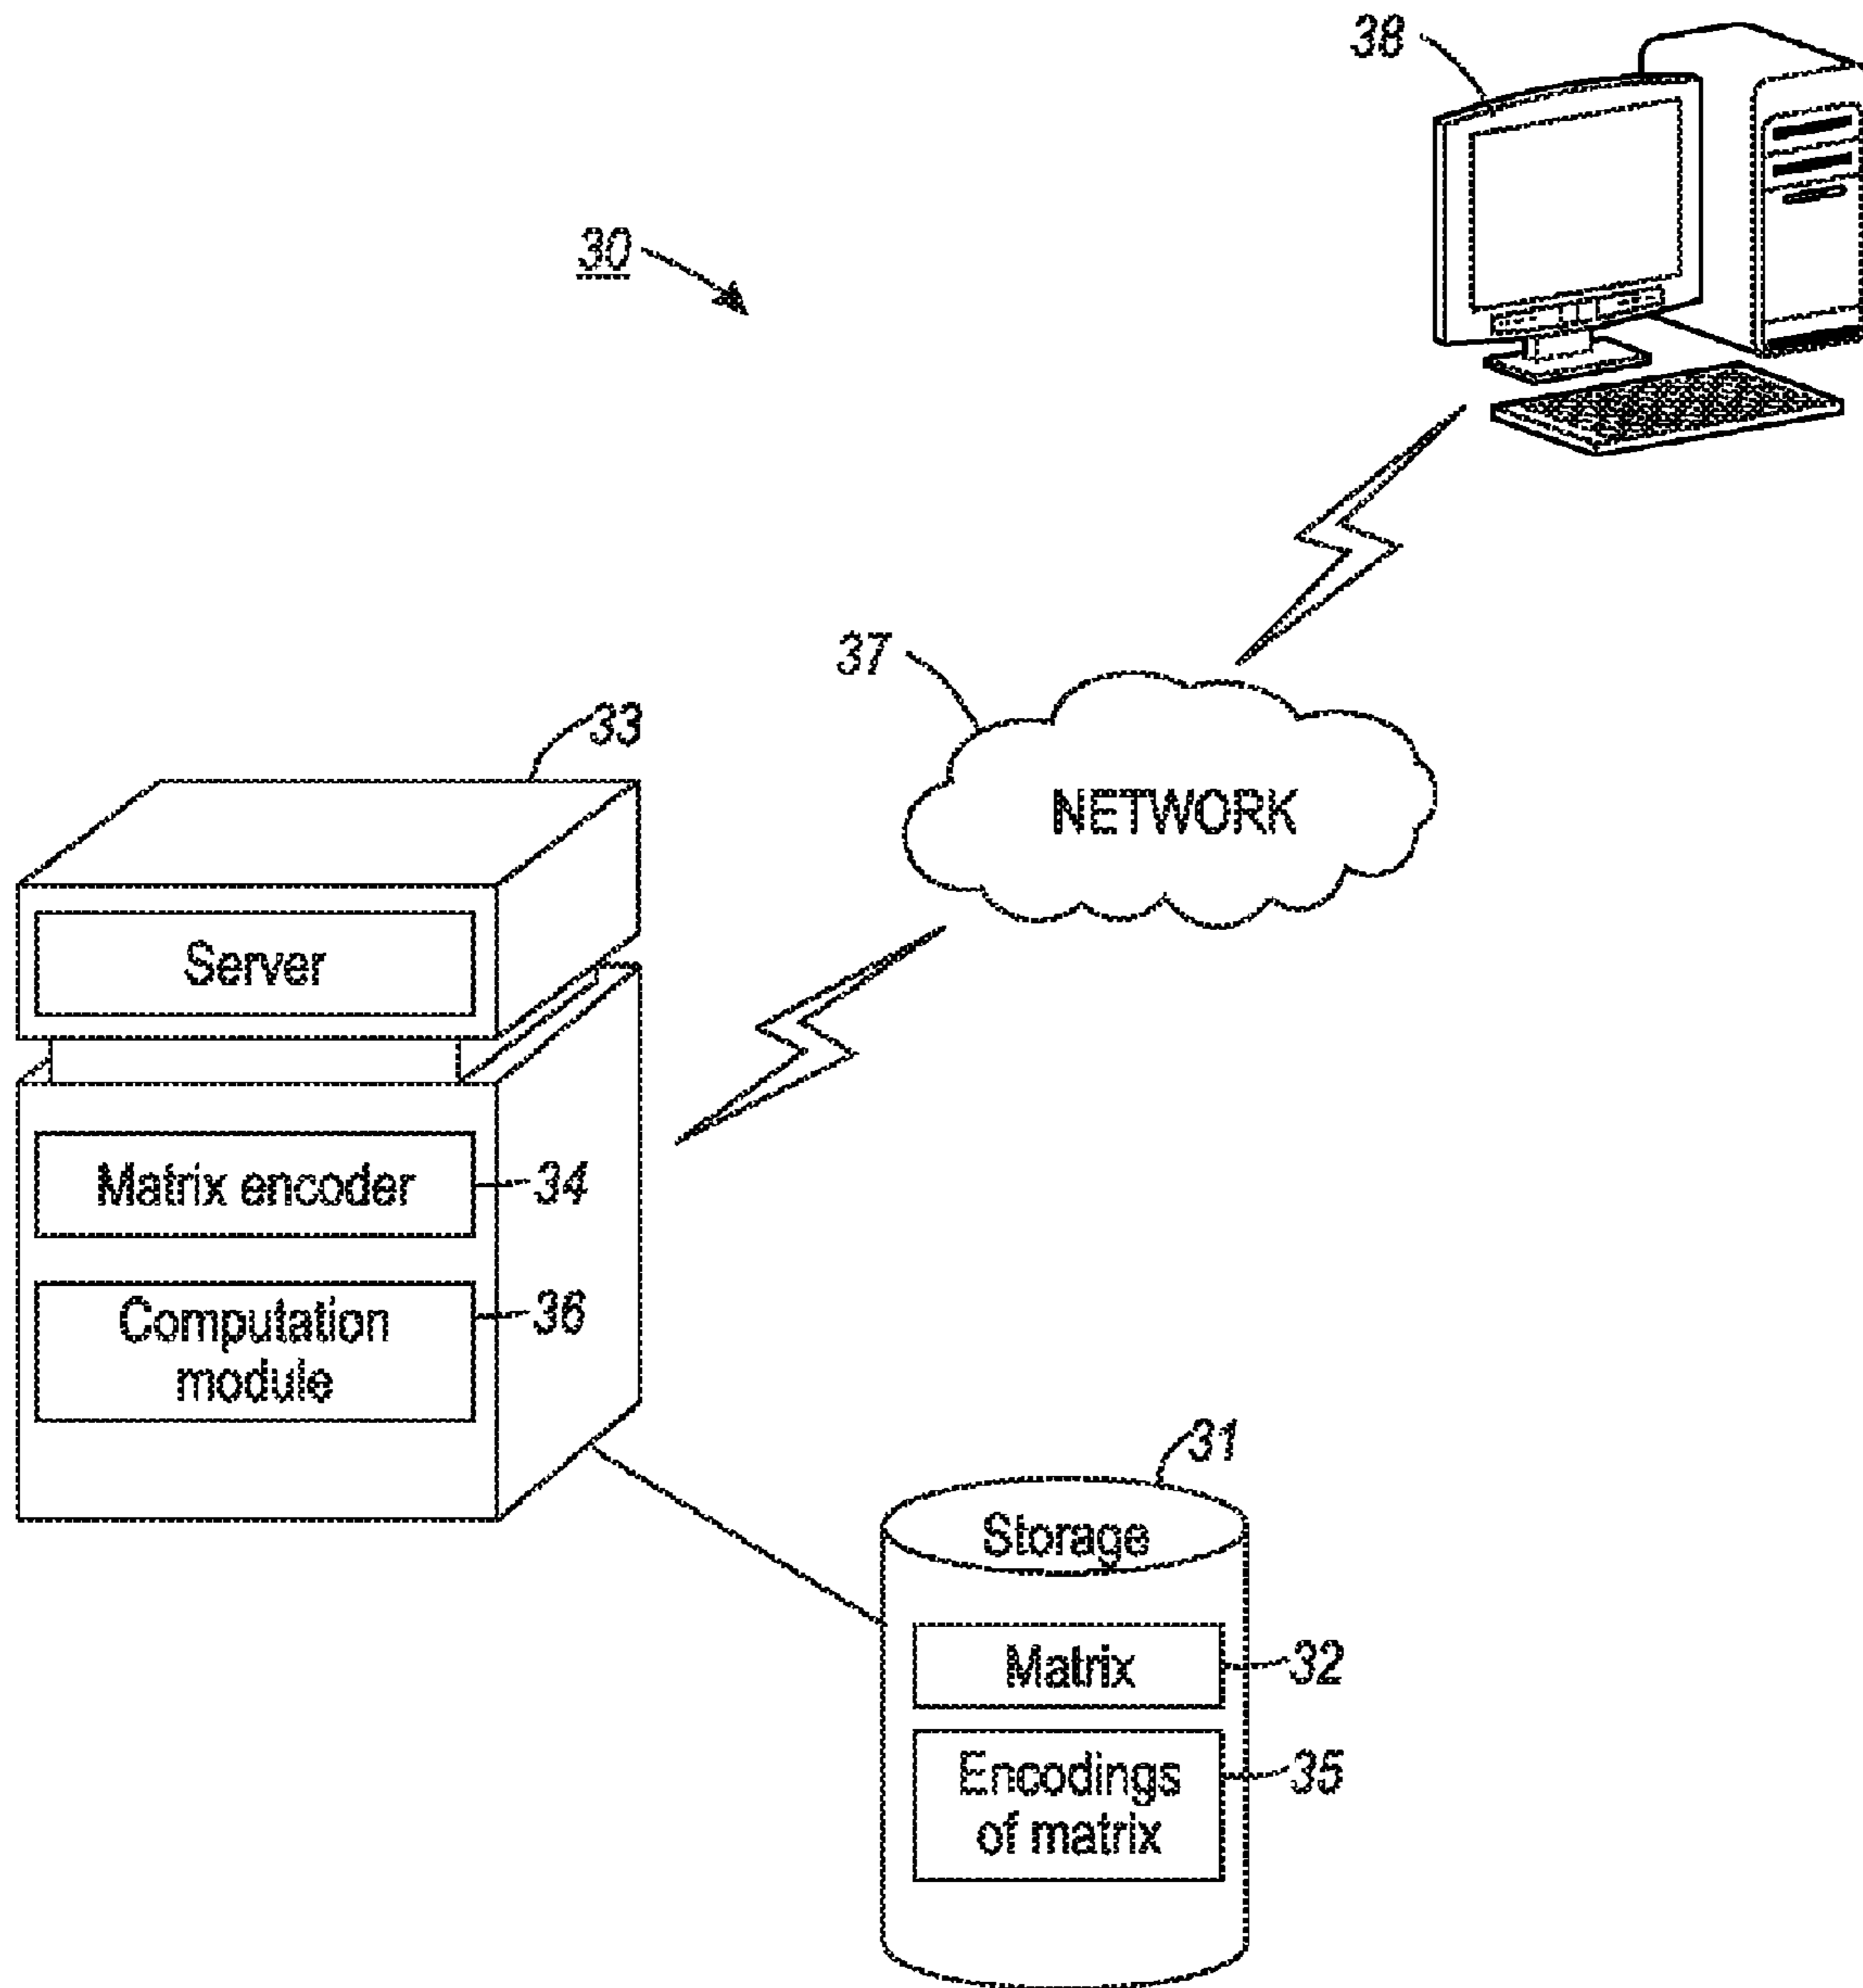 38
30
37
33
NETWORK
Server
Matrix encoder
34
Computation
module
36
31
Storage
Matrix
32
Encodings
of matrix
35